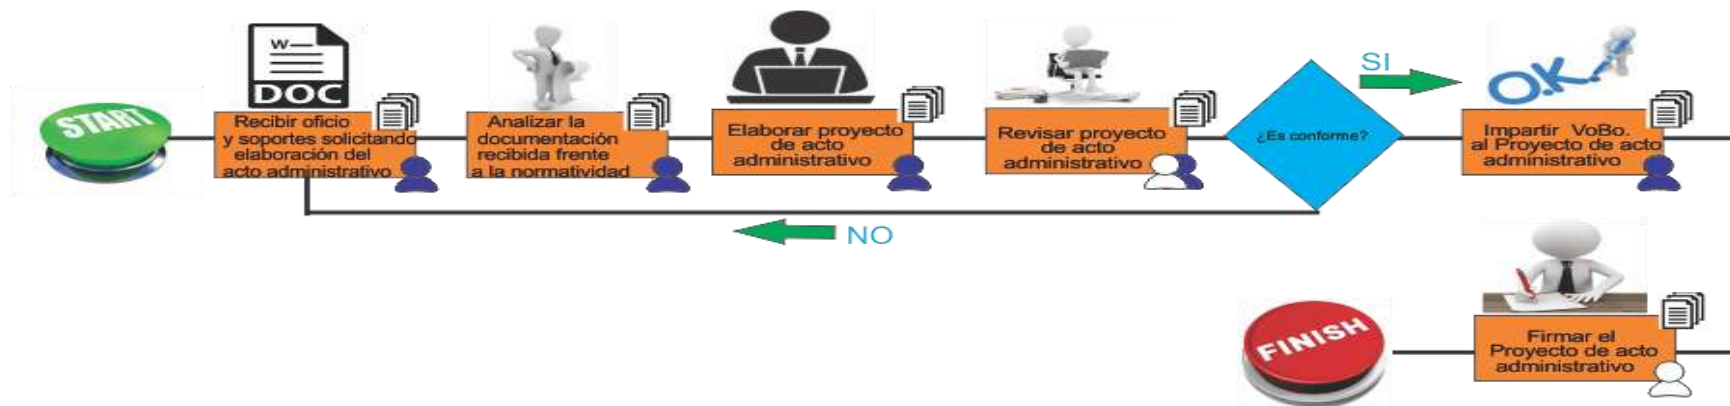 START
W
DOC
Recibir oficio
y soportes solicitando
elaboración del
acto administrativo
Analizar la
documentación
recibida frente
a la normatividad
Elaborar proyecto
de acto
administrativo
Revisar proyecto
de acto
administrativo
¿Es conforme?
SI
O.K.
Impartir VoBo.
al Proyecto de acto
administrativo
NO
Firmar el
Proyecto de acto
administrativo
FINISH